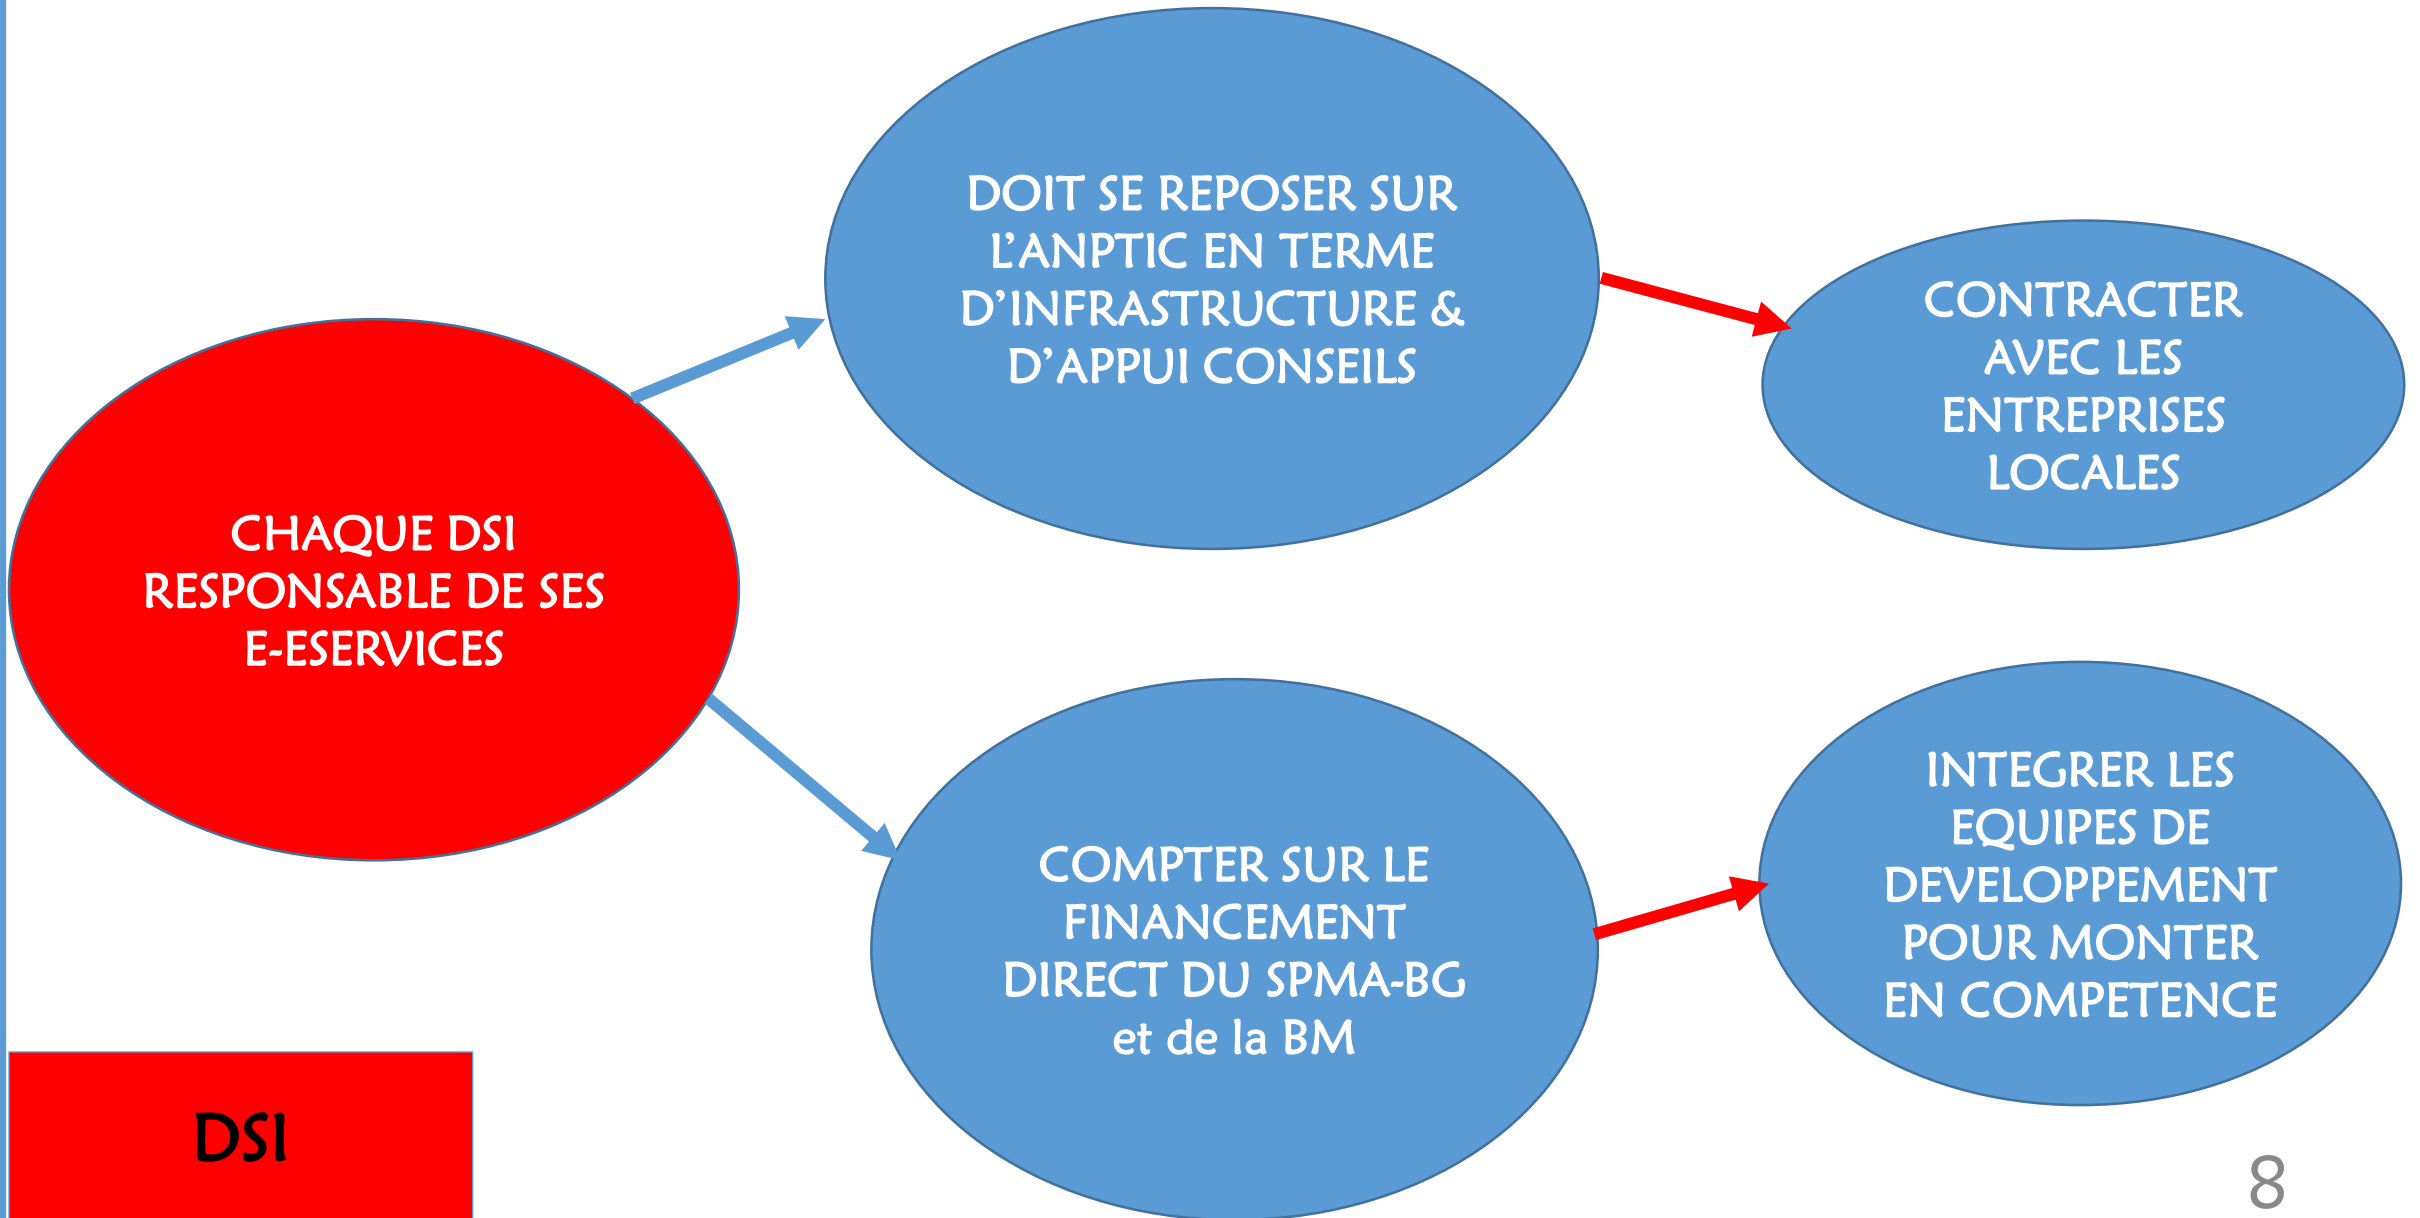 CHAQUE DSI
RESPONSABLE DE SES
E-ESERVICES
DOIT SE REPOSER SUR
L’ANPTIC EN TERME
D’INFRASTRUCTURE &
D’APPUI CONSEILS
CONTRACTER
AVEC LES
ENTREPRISES
LOCALES
COMPTER SUR LE
FINANCEMENT
DIRECT DU SPMA-BG
et de la BM
INTEGRER LES
EQUIPES DE
DEVELOPPEMENT
POUR MONTER
EN COMPETENCE
DSI
8